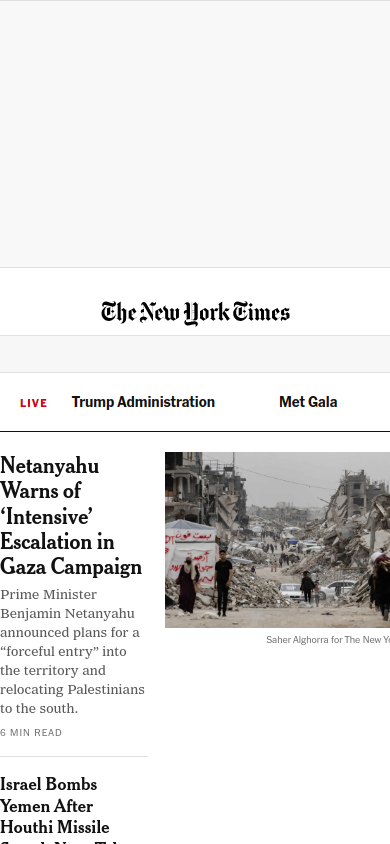 The New York Times
LIVE
Trump Administration
Met Gala
Netanyahu
Warns of
‘Intensive’
Escalation in
Gaza Campaign
Prime Minister
Benjamin Netanyahu
announced plans for a
“forceful entry” into
the territory and
relocating Palestinians
to the south.
6 MIN READ
Saher Alghorra for The New Yo
Israel Bombs
Yemen After
Houthi Missile